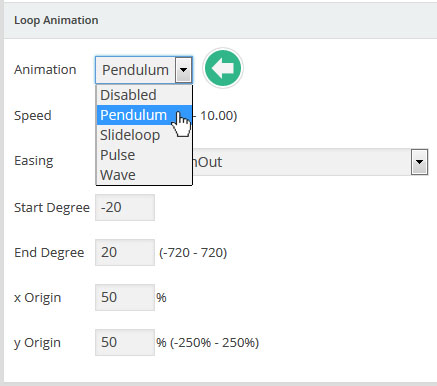 Loop Animation
Animation Pendulum
Disabled
Speed Pendulum - 10.00)
Slideloop
Easing Pulse nOut
Wave
Start Degree -20
End Degree 20 (-720 - 720)
x Origin 50 %
y Origin 50 % (-250% - 250%)